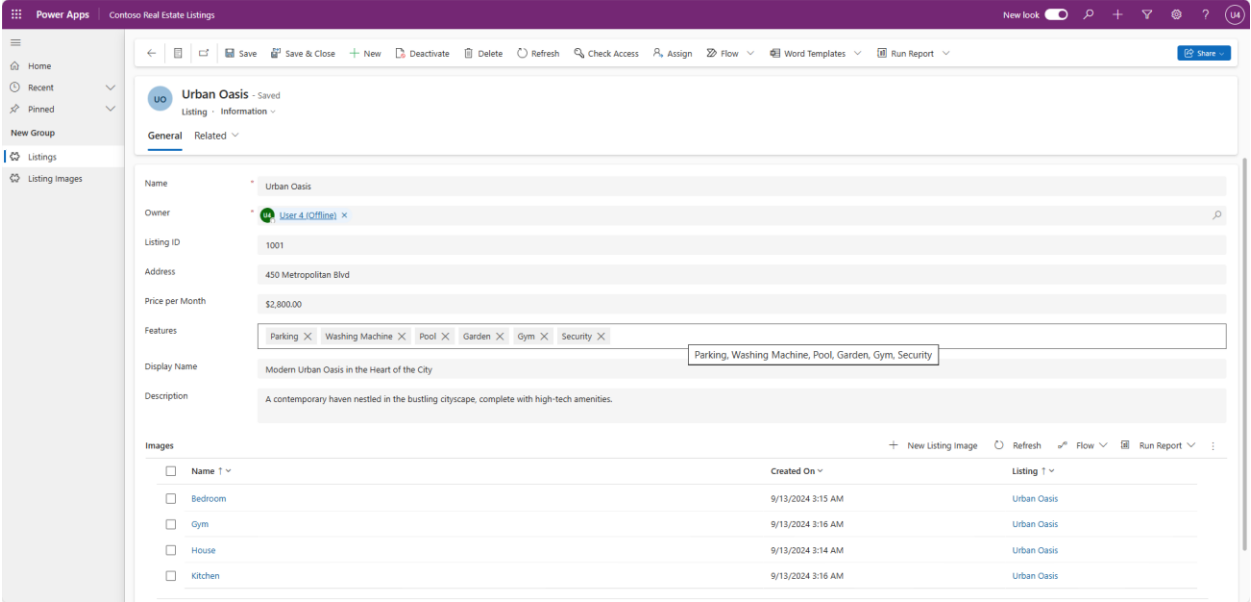 Power Apps Contoso Real Estate Listings New look U4
Save Save & Close New Deactivate Delete Refresh Check Access Assign Flow Word Templates Run Report Share
Home
Recent
Pinned
New Group
Listings
Listing Images
UO Urban Oasis - Saved
Listing · Information
General Related
Name * Urban Oasis
Owner * U4 User 4 (Offline)
Listing ID 1001
Address 450 Metropolitan Blvd
Price per Month $2,800.00
Features Parking Washing Machine Pool Garden Gym Security
Parking, Washing Machine, Pool, Garden, Gym, Security
Display Name Modern Urban Oasis in the Heart of the City
Description A contemporary haven nestled in the bustling cityscape, complete with high-tech amenities.
Images New Listing Image Refresh Flow Run Report
Name ↑ Created On Listing ↑
Bedroom 9/13/2024 3:15 AM Urban Oasis
Gym 9/13/2024 3:16 AM Urban Oasis
House 9/13/2024 3:14 AM Urban Oasis
Kitchen 9/13/2024 3:16 AM Urban Oasis